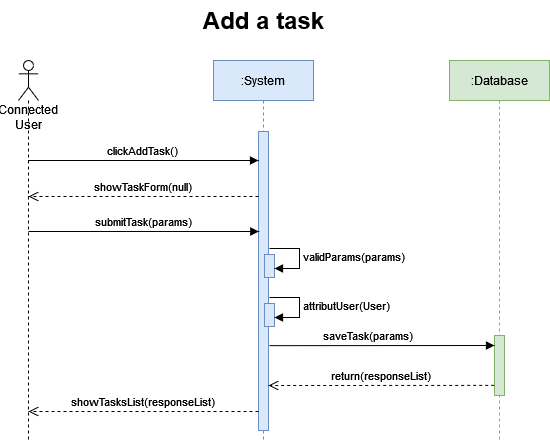 Add a task
:System
:Database
Connected
User
clickAddTask()
showTaskForm(null)
submitTask(params)
validParams(params)
attributUser(User)
saveTask(params)
return(responseList)
showTasksList(responseList)